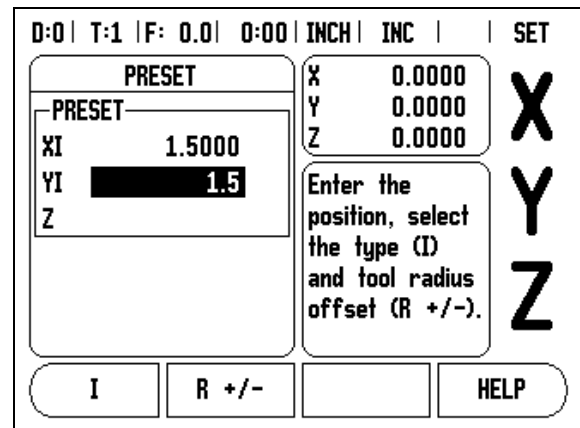 D:0 | T:1 | F: 0.0 | 0:00 | INCH | INC | | SET
PRESET
PRESET
XI 1.5000
YI 1.5
Z
X 0.0000
Y 0.0000
Z 0.0000
Enter the
position, select
the type (I)
and tool radius
offset (R +/-).
X
Y
Z
I
R +/-
HELP